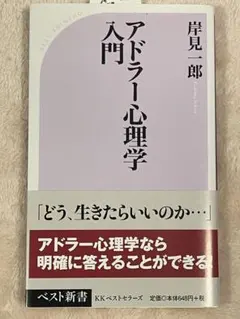 岸見一郎
アドラー心理学
入門
「どう、生きたらいいのか…」
アドラー心理学なら
明確に答えることができる!
ベスト新書
KKベストセラーズ
定価◎本体648円+税